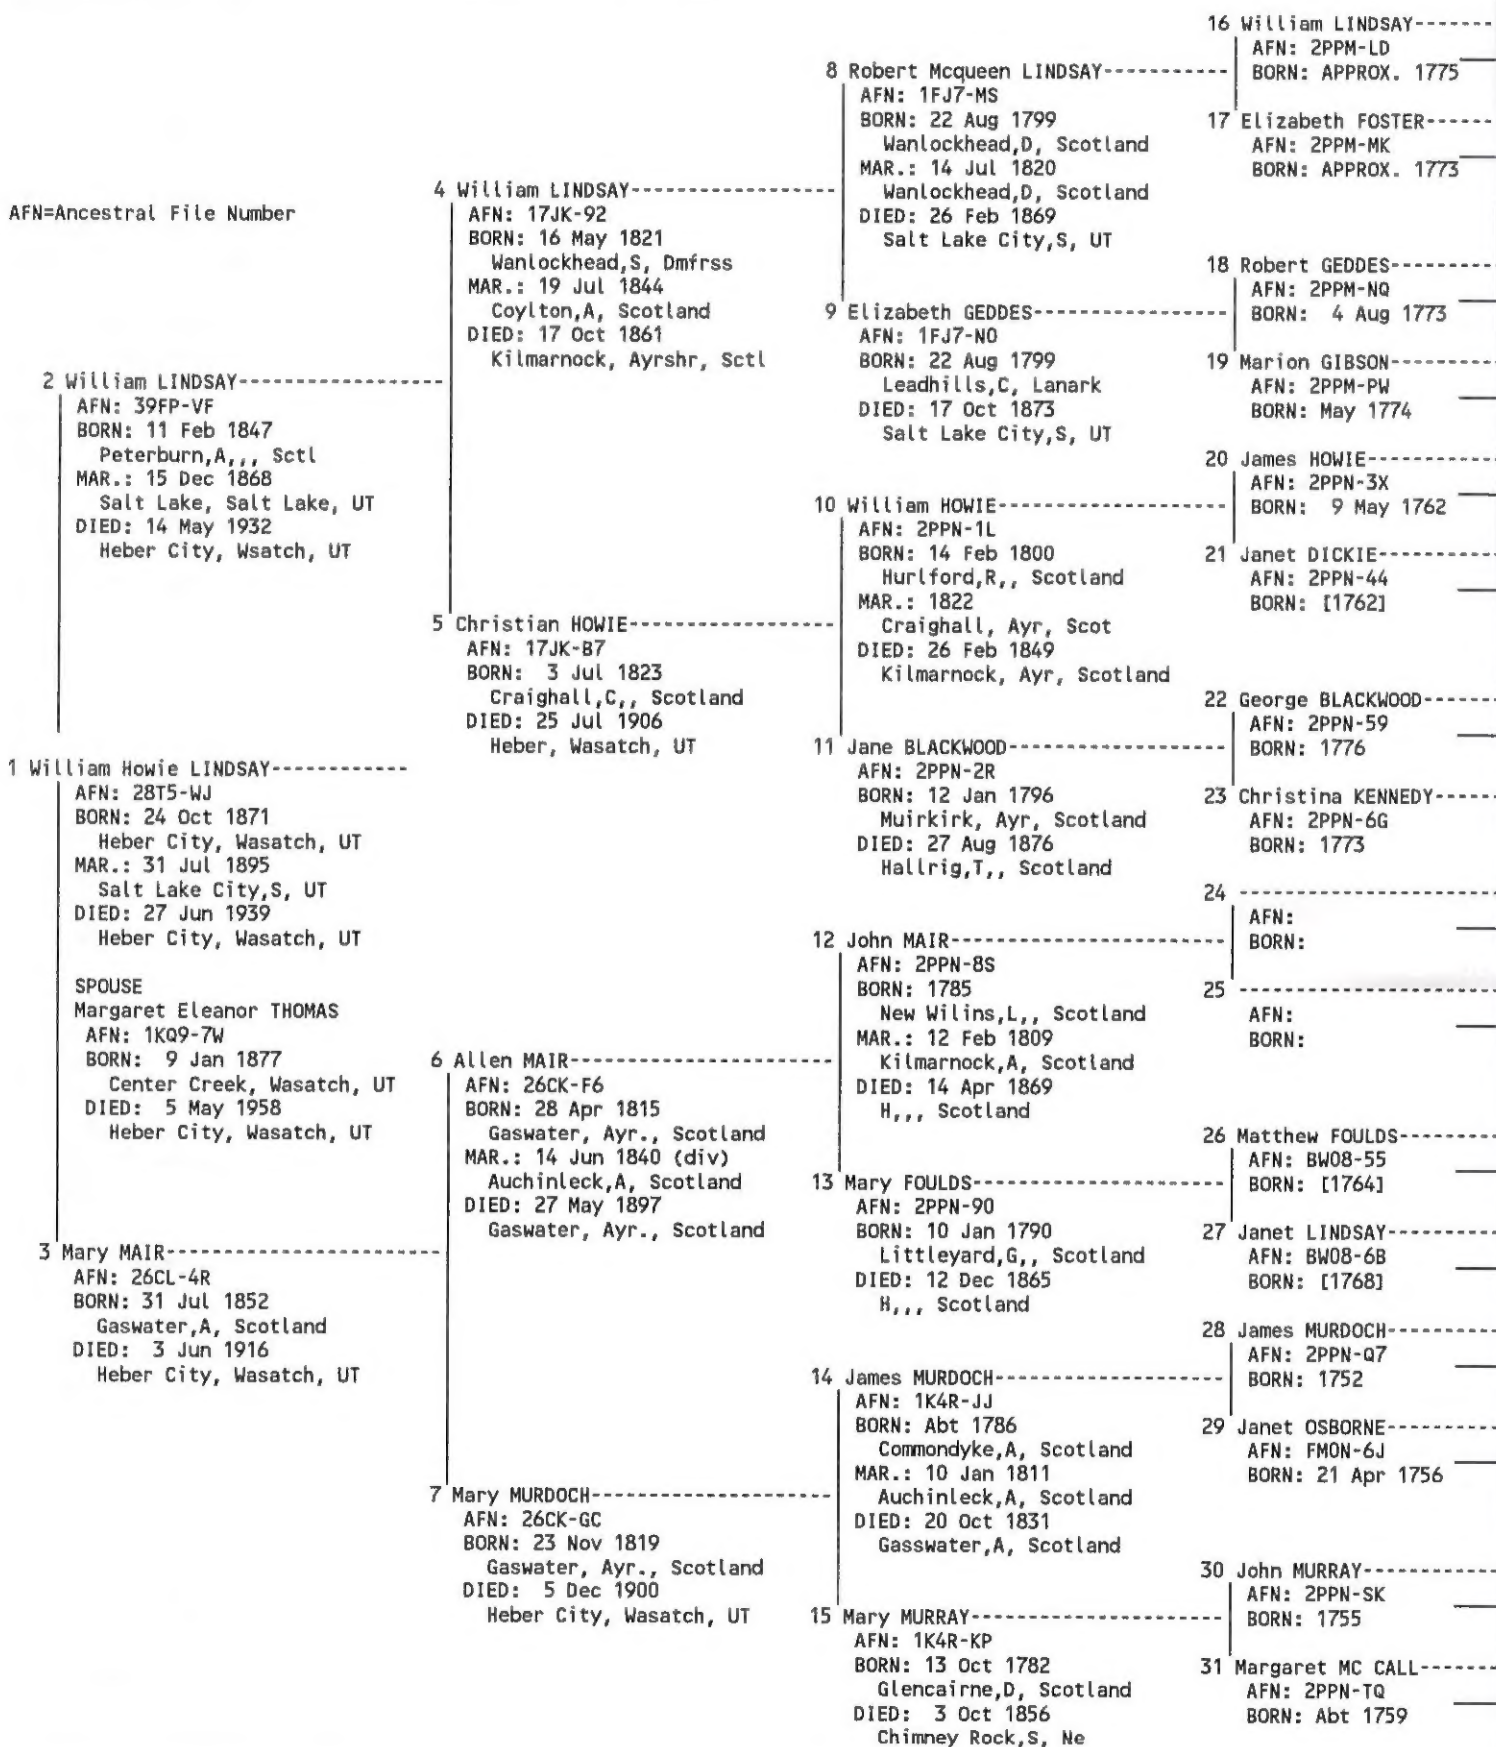 AFN=Ancestral File Number
1 William Howie LINDSAY------------
AFN: 28T5-WJ
BORN: 24 Oct 1871
Heber City, Wasatch, UT
MAR.: 31 Jul 1895
Salt Lake City,S, UT
DIED: 27 Jun 1939
Heber City, Wasatch, UT
SPOUSE
Margaret Eleanor THOMAS
AFN: 1KQ9-7W
BORN: 9 Jan 1877
Center Creek, Wasatch, UT
DIED: 5 May 1958
Heber City, Wasatch, UT
2 William LINDSAY------------------
AFN: 39FP-VF
BORN: 11 Feb 1847
Peterburn,A,,, Sctl
MAR.: 15 Dec 1868
Salt Lake, Salt Lake, UT
DIED: 14 May 1932
Heber City, Wsatch, UT
3 Mary MAIR------------------------
AFN: 26CL-4R
BORN: 31 Jul 1852
Gaswater,A, Scotland
DIED: 3 Jun 1916
Heber City, Wasatch, UT
4 William LINDSAY------------------
AFN: 17JK-92
BORN: 16 May 1821
Wanlockhead,S, Dmfrss
MAR.: 19 Jul 1844
Coylton,A, Scotland
DIED: 17 Oct 1861
Kilmarnock, Ayrshr, Sctl
5 Christian HOWIE------------------
AFN: 17JK-B7
BORN: 3 Jul 1823
Craighall,C,, Scotland
DIED: 25 Jul 1906
Heber, Wasatch, UT
6 Allen MAIR-----------------------
AFN: 26CK-F6
BORN: 28 Apr 1815
Gaswater, Ayr., Scotland
MAR.: 14 Jun 1840 (div)
Auchinleck,A, Scotland
DIED: 27 May 1897
Gaswater, Ayr., Scotland
7 Mary MURDOCH---------------------
AFN: 26CK-GC
BORN: 23 Nov 1819
Gaswater, Ayr., Scotland
DIED: 5 Dec 1900
Heber City, Wasatch, UT
8 Robert Mcqueen LINDSAY-----------
AFN: 1FJ7-MS
BORN: 22 Aug 1799
Wanlockhead,D, Scotland
MAR.: 14 Jul 1820
Wanlockhead,D, Scotland
DIED: 26 Feb 1869
Salt Lake City,S, UT
9 Elizabeth GEDDES-----------------
AFN: 1FJ7-N0
BORN: 22 Aug 1799
Leadhills,C, Lanark
DIED: 17 Oct 1873
Salt Lake City,S, UT
10 William HOWIE--------------------
AFN: 2PPN-1L
BORN: 14 Feb 1800
Hurlford,R,, Scotland
MAR.: 1822
Craighall, Ayr, Scot
DIED: 26 Feb 1849
Kilmarnock, Ayr, Scotland
11 Jane BLACKWOOD-------------------
AFN: 2PPN-2R
BORN: 12 Jan 1796
Muirkirk, Ayr, Scotland
DIED: 27 Aug 1876
Hallrig,T,, Scotland
12 John MAIR------------------------
AFN: 2PPN-8S
BORN: 1785
New Wilins,L,, Scotland
MAR.: 12 Feb 1809
Kilmarnock,A, Scotland
DIED: 14 Apr 1869
H,,, Scotland
13 Mary FOULDS----------------------
AFN: 2PPN-90
BORN: 10 Jan 1790
Littleyard,G,, Scotland
DIED: 12 Dec 1865
H,,, Scotland
14 James MURDOCH--------------------
AFN: 1K4R-JJ
BORN: Abt 1786
Commondyke,A, Scotland
MAR.: 10 Jan 1811
Auchinleck,A, Scotland
DIED: 20 Oct 1831
Gasswater,A, Scotland
15 Mary MURRAY----------------------
AFN: 1K4R-KP
BORN: 13 Oct 1782
Glencairne,D, Scotland
DIED: 3 Oct 1856
Chimney Rock,S, Ne
16 William LINDSAY-------
AFN: 2PPM-LD
BORN: APPROX. 1775
17 Elizabeth FOSTER------
AFN: 2PPM-MK
BORN: APPROX. 1773
18 Robert GEDDES---------
AFN: 2PPM-NQ
BORN: 4 Aug 1773
19 Marion GIBSON---------
AFN: 2PPM-PW
BORN: May 1774
20 James HOWIE-----------
AFN: 2PPN-3X
BORN: 9 May 1762
21 Janet DICKIE----------
AFN: 2PPN-44
BORN: [1762]
22 George BLACKWOOD------
AFN: 2PPN-59
BORN: 1776
23 Christina KENNEDY-----
AFN: 2PPN-6G
BORN: 1773
24 ----------------------
AFN:
BORN:
25 ----------------------
AFN:
BORN:
26 Matthew FOULDS--------
AFN: BW08-55
BORN: [1764]
27 Janet LINDSAY---------
AFN: BW08-6B
BORN: [1768]
28 James MURDOCH---------
AFN: 2PPN-Q7
BORN: 1752
29 Janet OSBORNE---------
AFN: FM0N-6J
BORN: 21 Apr 1756
30 John MURRAY-----------
AFN: 2PPN-SK
BORN: 1755
31 Margaret MC CALL------
AFN: 2PPN-TQ
BORN: Abt 1759